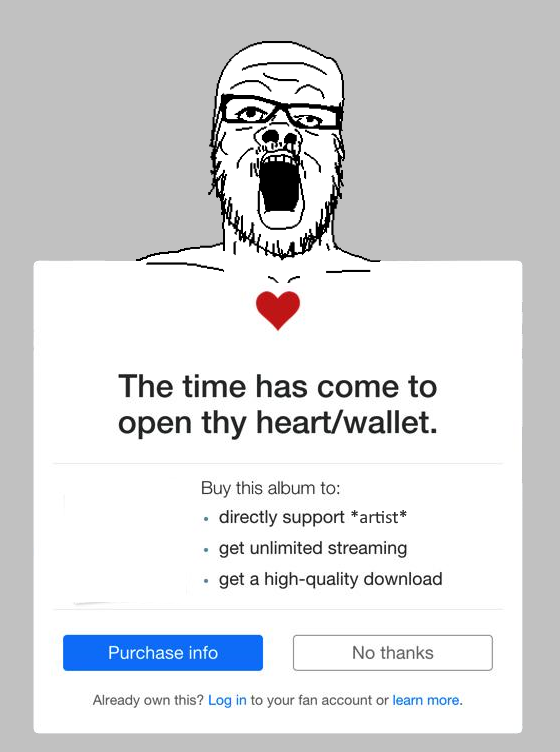 The time has come to
open thy heart/wallet.
Buy this album to:
• directly support *artist*
• get unlimited streaming
• get a high-quality download
Purchase info
No thanks
Already own this? Log in to your fan account or learn more.